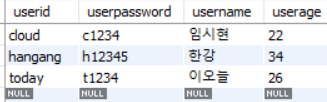 userid userpassword username userage
cloud c1234 임시현 22
hangang h12345 한강 34
today t1234 이오늘 26
NULL NULL NULL NULL